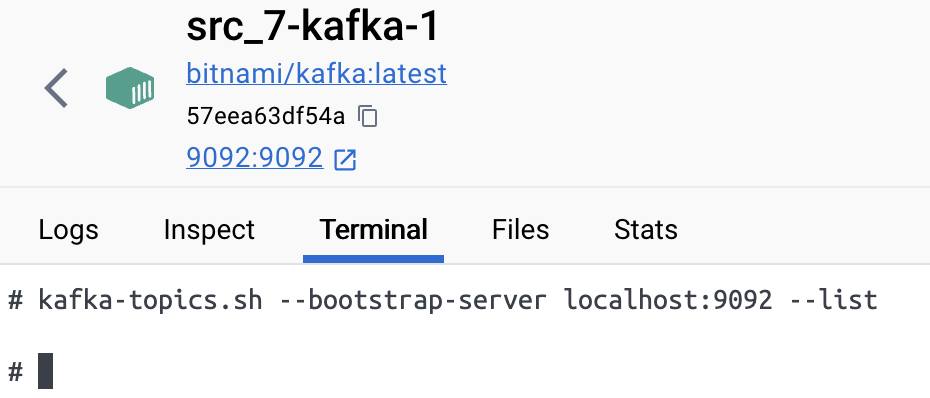 src_7-kafka-1
bitnami/kafka:latest
57eea63df54a
9092:9092
Logs Inspect Terminal Files Stats
# kafka-topics.sh --bootstrap-server localhost:9092 --list
#